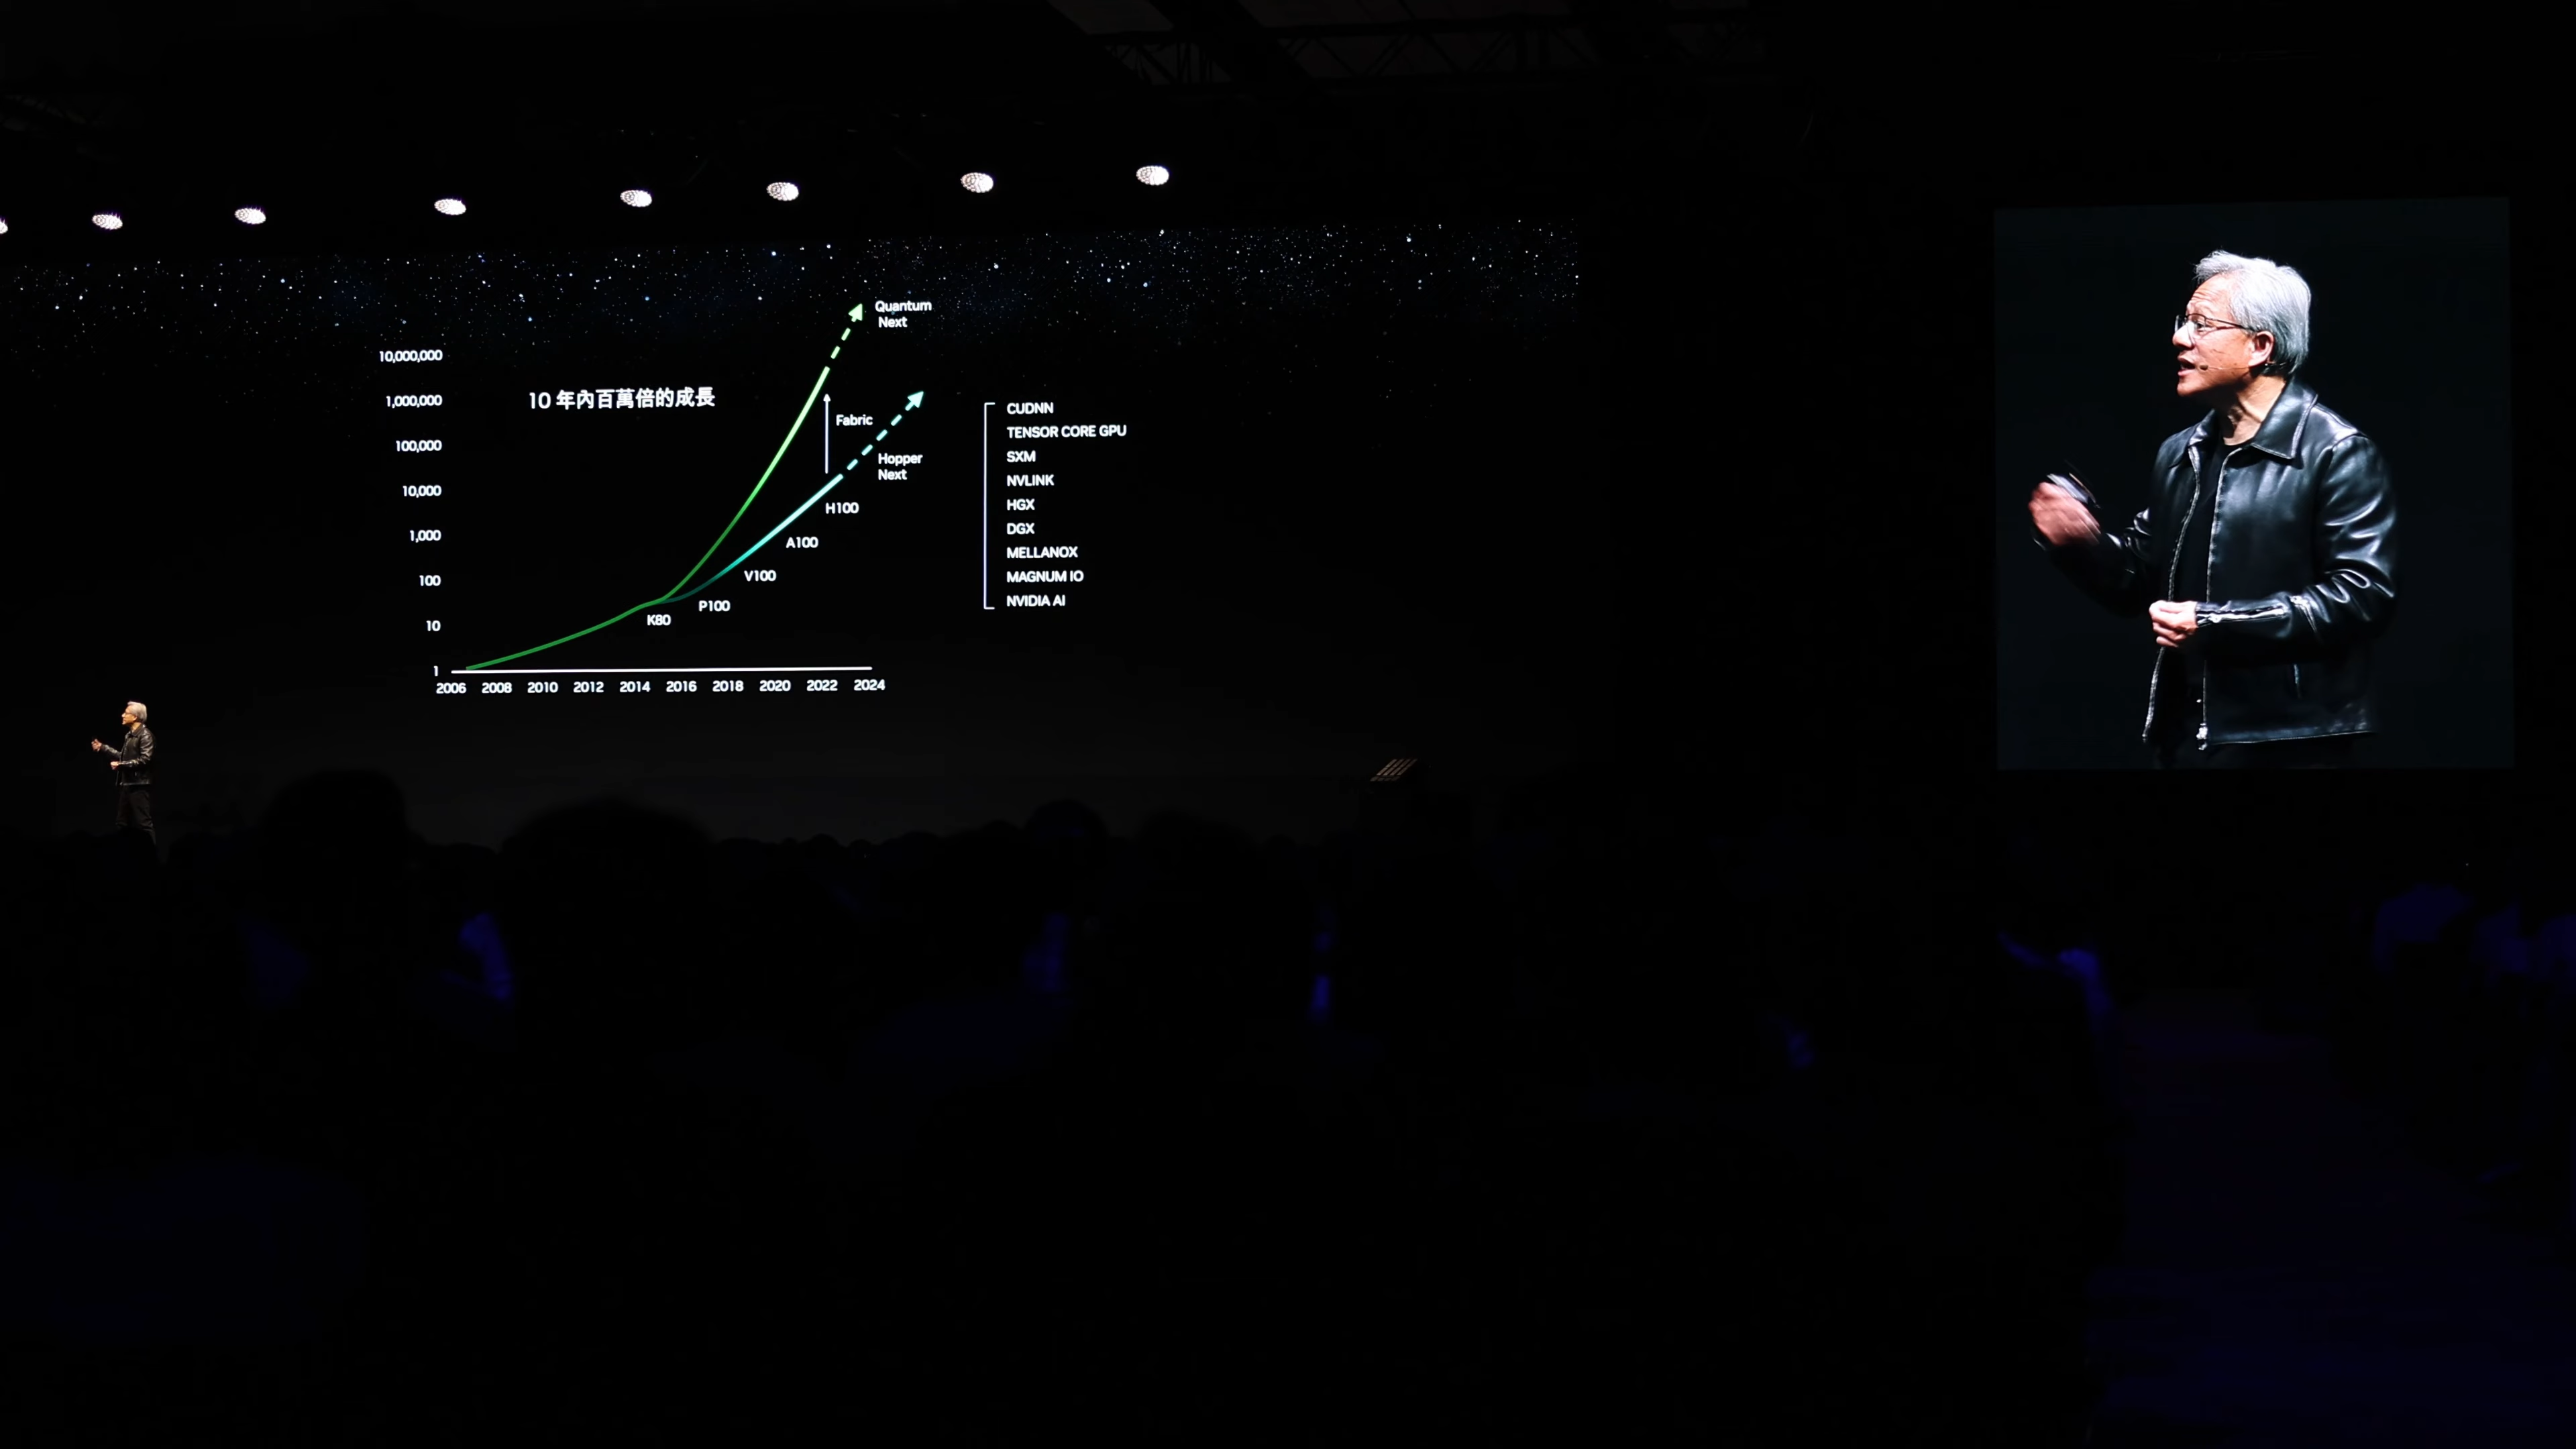 Quantum
Next
10,000,000
1,000,000
100,000
10,000
1,000
100
10
1
10 年內百萬倍的成長
Fabric
Hopper
Next
H100
A100
V100
P100
K80
2006 2008 2010 2012 2014 2016 2018 2020 2022 2024
CUDNN
TENSOR CORE GPU
SXM
NVLINK
HGX
DGX
MELLANOX
MAGNUM IO
NVIDIA AI